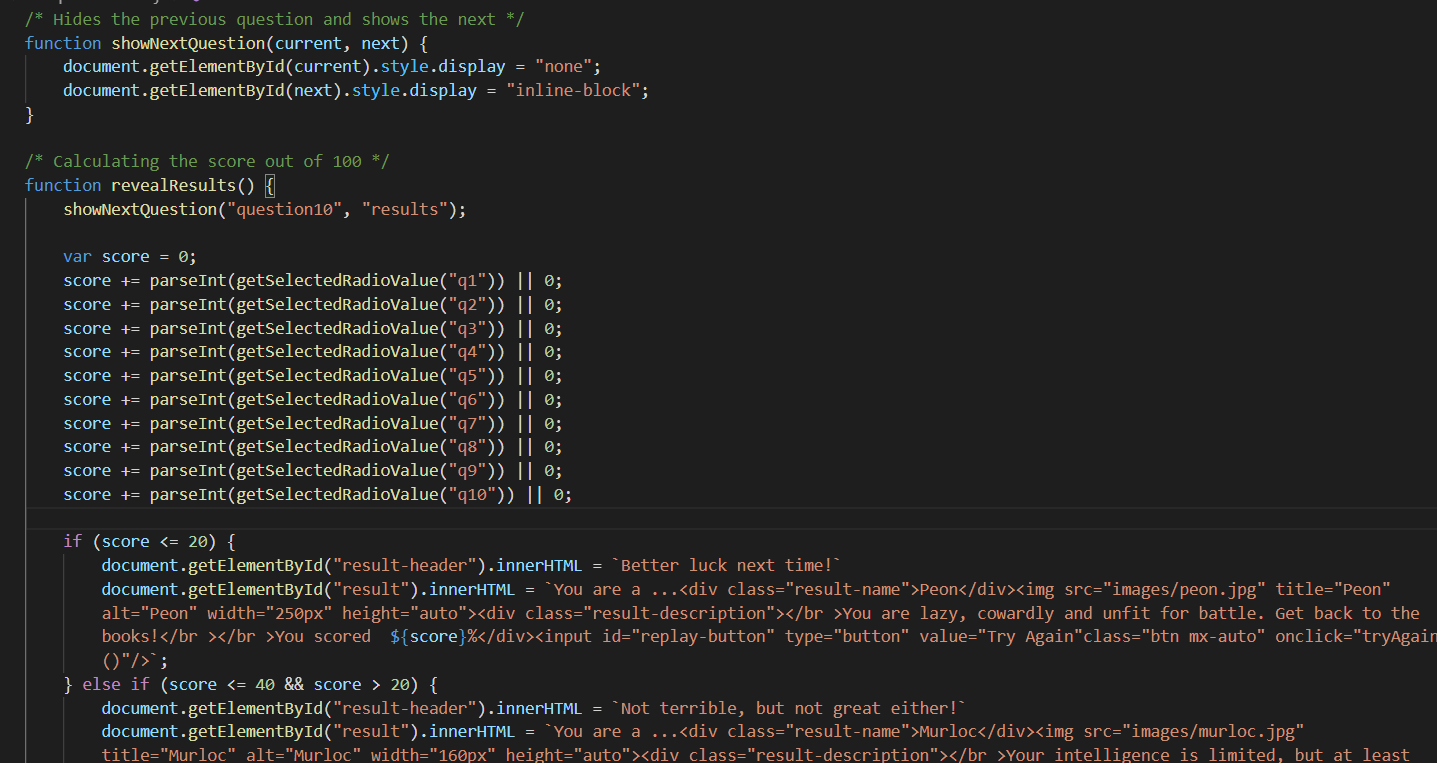 /* Hides the previous question and shows the next */
function showNextQuestion(current, next) {
    document.getElementById(current).style.display = "none";
    document.getElementById(next).style.display = "inline-block";
}
/* Calculating the score out of 100 */
function revealResults() {
    showNextQuestion("question10", "results");
    var score = 0;
    score += parseInt(getSelectedRadioValue("q1")) || 0;
    score += parseInt(getSelectedRadioValue("q2")) || 0;
    score += parseInt(getSelectedRadioValue("q3")) || 0;
    score += parseInt(getSelectedRadioValue("q4")) || 0;
    score += parseInt(getSelectedRadioValue("q5")) || 0;
    score += parseInt(getSelectedRadioValue("q6")) || 0;
    score += parseInt(getSelectedRadioValue("q7")) || 0;
    score += parseInt(getSelectedRadioValue("q8")) || 0;
    score += parseInt(getSelectedRadioValue("q9")) || 0;
    score += parseInt(getSelectedRadioValue("q10")) || 0;
    if (score <= 20) {
        document.getElementById("result-header").innerHTML = `Better luck next time!`
        document.getElementById("result").innerHTML = `You are a ...<div class="result-name">Peon</div><img src="images/peon.jpg" title="Peon"
        alt="Peon" width="250px" height="auto"><div class="result-description"></br >You are lazy, cowardly and unfit for battle. Get back to the
        books!</br ></br >You scored  ${score}%</div><input id="replay-button" type="button" value="Try Again"class="btn mx-auto" onclick="tryAgain
        ()"/>`;
    } else if (score <= 40 && score > 20) {
        document.getElementById("result-header").innerHTML = `Not terrible, but not great either!`
        document.getElementById("result").innerHTML = `You are a ...<div class="result-name">Murloc</div><img src="images/murloc.jpg"
        title="Murloc" alt="Murloc" width="160px" height="auto"><div class="result-description"></br >Your intelligence is limited, but at least